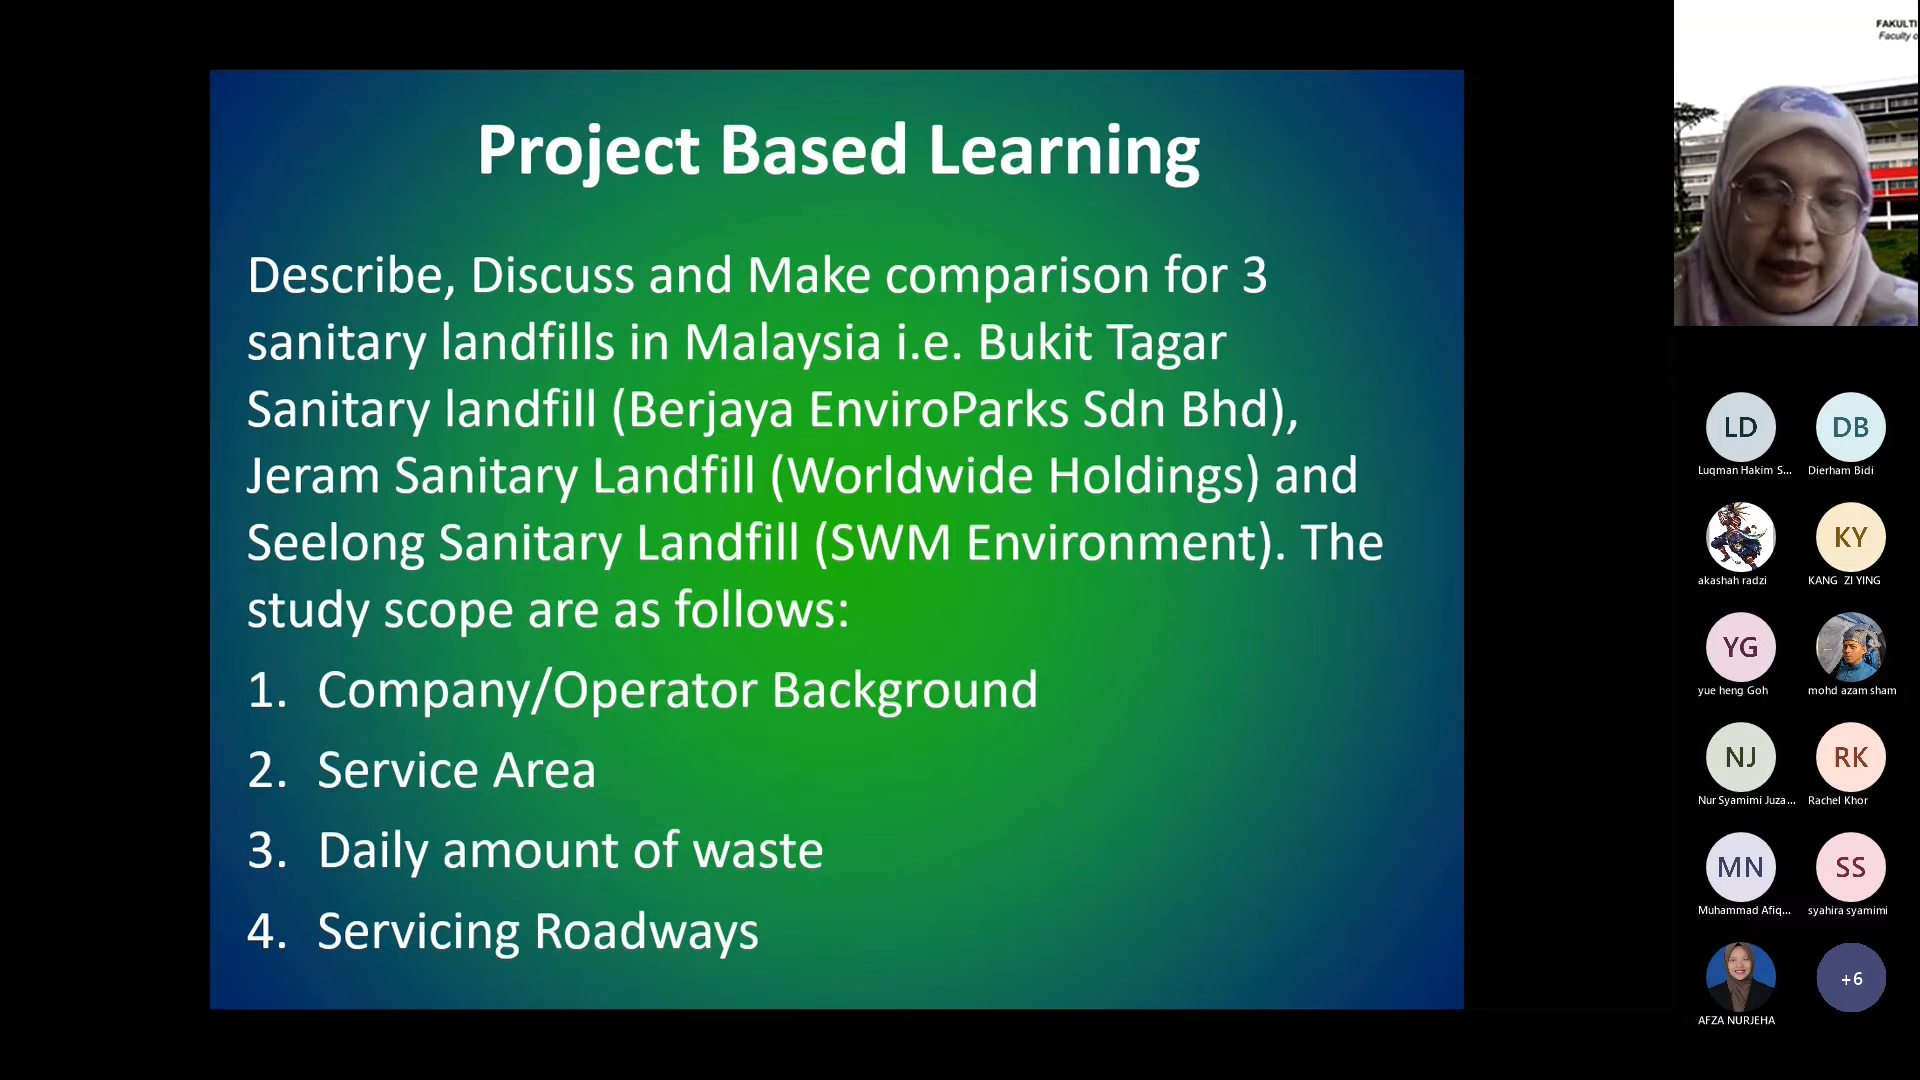 Project Based Learning
Describe, Discuss and Make comparison for 3
sanitary landfills in Malaysia i.e. Bukit Tagar
Sanitary landfill (Berjaya EnviroParks Sdn Bhd),
Jeram Sanitary Landfill (Worldwide Holdings) and
Seelong Sanitary Landfill (SWM Environment). The
study scope are as follows:
1. Company/Operator Background
2. Service Area
3. Daily amount of waste
4. Servicing Roadways
FAKULTI
Faculty o
LD
Luqman Hakim S...
DB
Dierham Bidi
akashah radzi
KY
KANG ZI YING
YG
yue heng Goh
mohd azam sham
NJ
Nur Syamimi Juza...
RK
Rachel Khor
MN
Muhammad Afiq...
SS
syahira syamimi
AFZA NURJEHA
+6